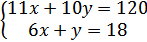 11x + 10y = 120
6x + y = 18